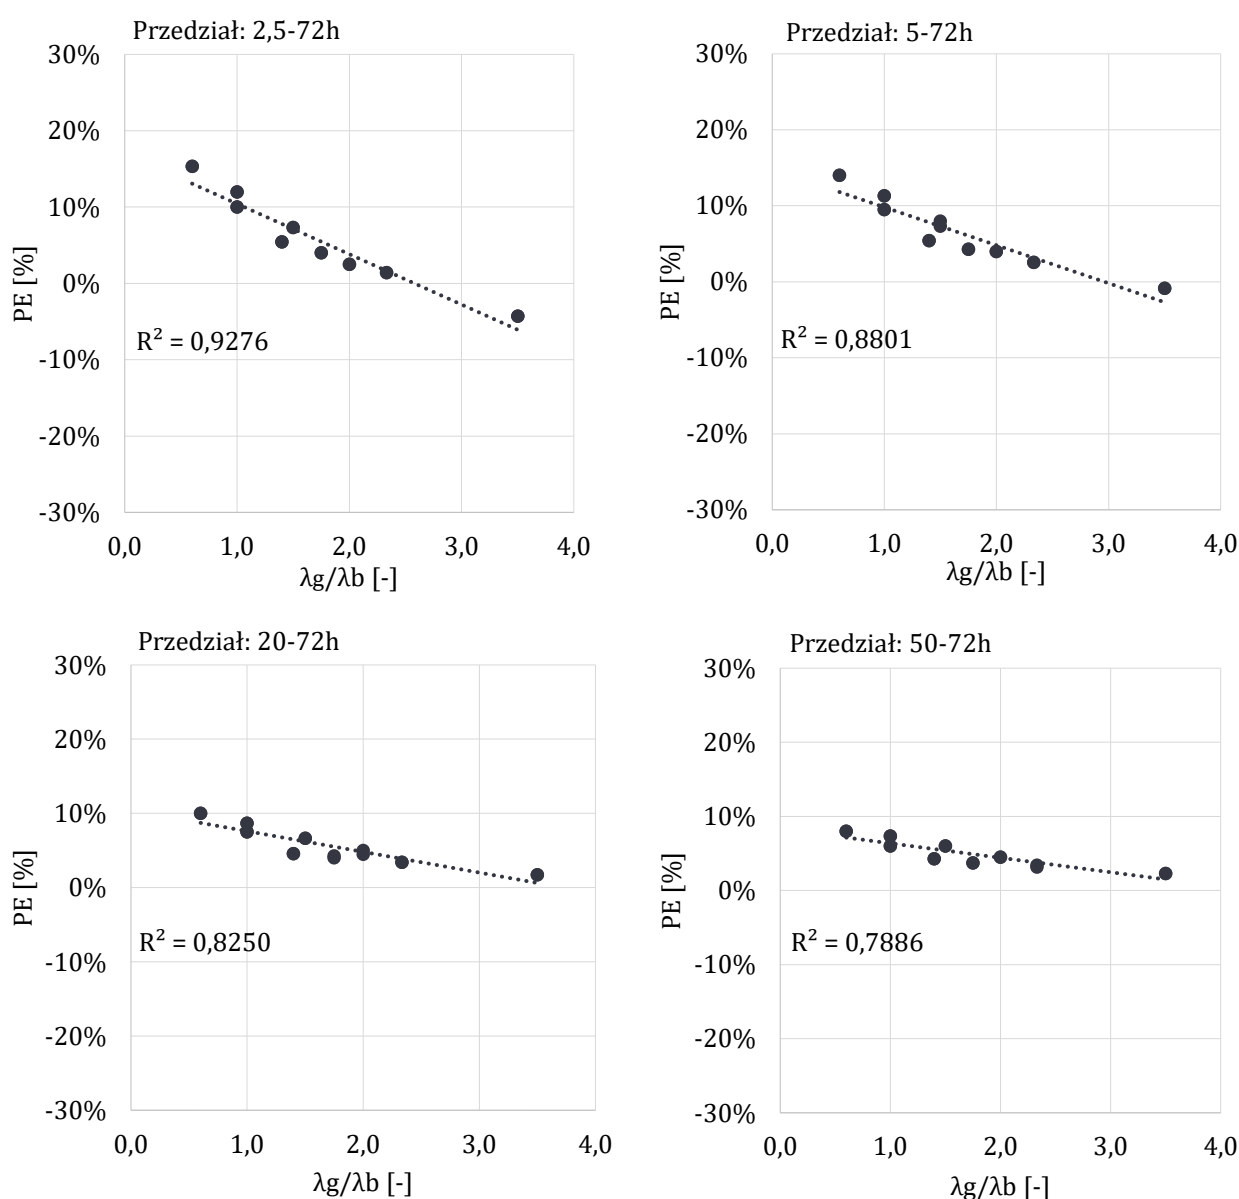 Przedział: 2,5-72h
30%
20%
10%
0%
-10%
-20%
-30%
PE [%]
R² = 0,9276
0,0 1,0 2,0 3,0 4,0
λg/λb [-]
Przedział: 5-72h
30%
20%
10%
0%
-10%
-20%
-30%
PE [%]
R² = 0,8801
0,0 1,0 2,0 3,0 4,0
λg/λb [-]
Przedział: 20-72h
30%
20%
10%
0%
-10%
-20%
-30%
PE [%]
R² = 0,8250
0,0 1,0 2,0 3,0 4,0
λg/λb [-]
Przedział: 50-72h
30%
20%
10%
0%
-10%
-20%
-30%
PE [%]
R² = 0,7886
0,0 1,0 2,0 3,0 4,0
λg/λb [-]